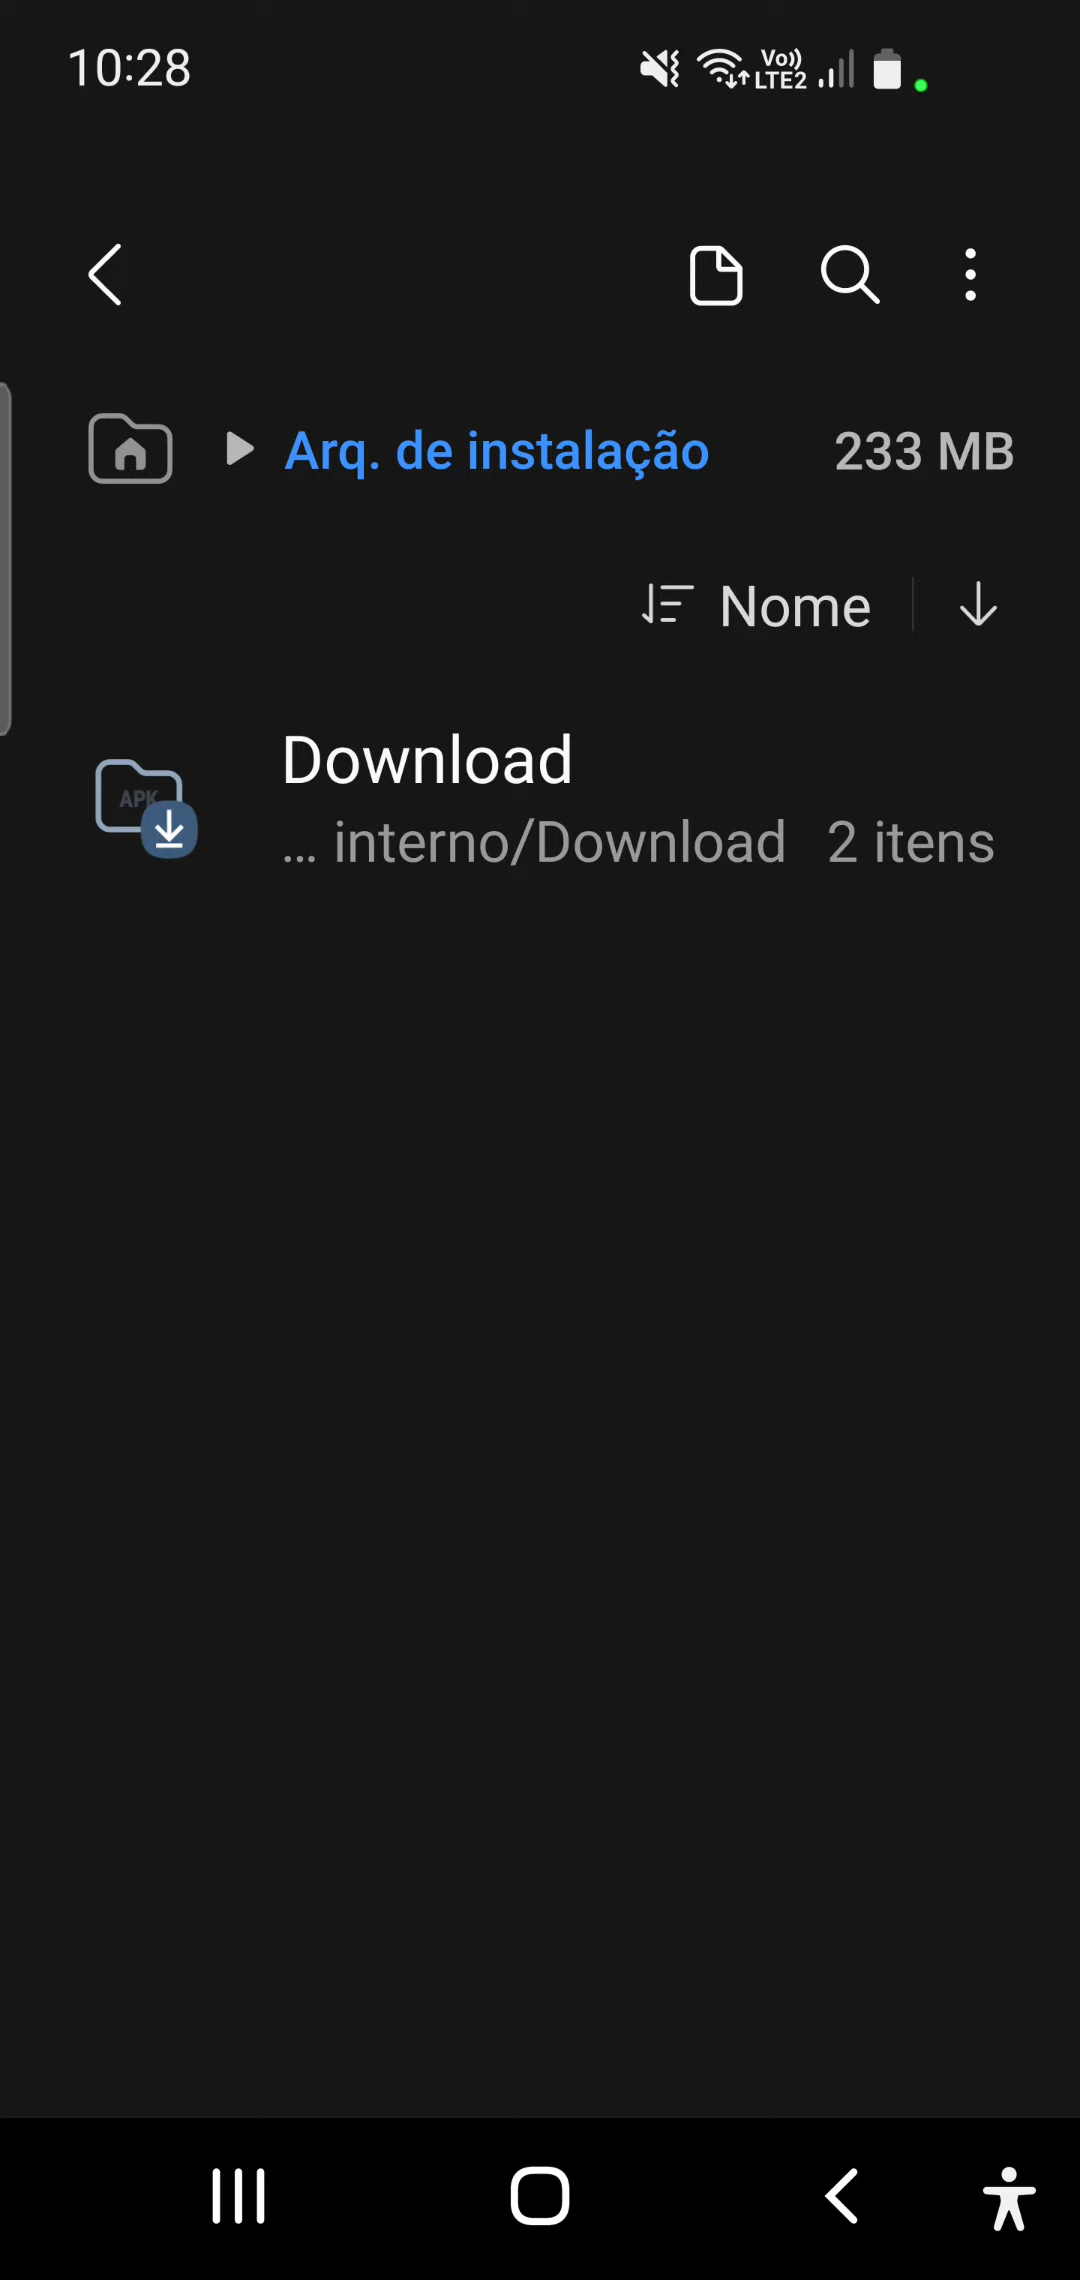 10:28
Vo))
LTE2
Arq. de instalação 233 MB
Nome
APK
Download
... interno/Download 2 itens